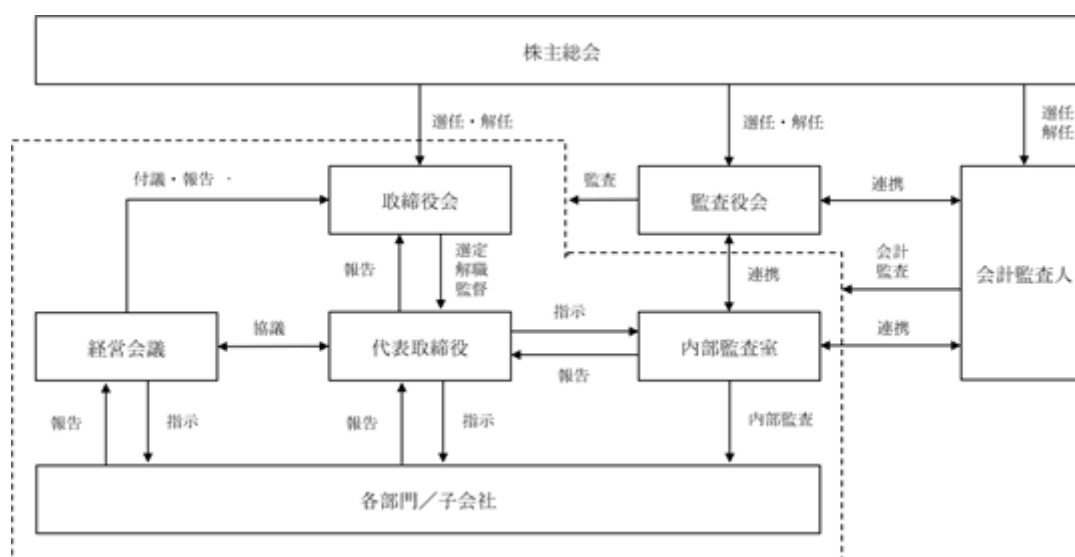 株主総会
選任・解任
選任・解任
選任
解任
付議・報告
取締役会
監査
監査役会
連携
報告
選定
解職
監督
連携
会計
監査
会計監査人
経営会議
協議
代表取締役
指示
報告
内部監査室
連携
報告
指示
報告
指示
内部監査
各部門／子会社